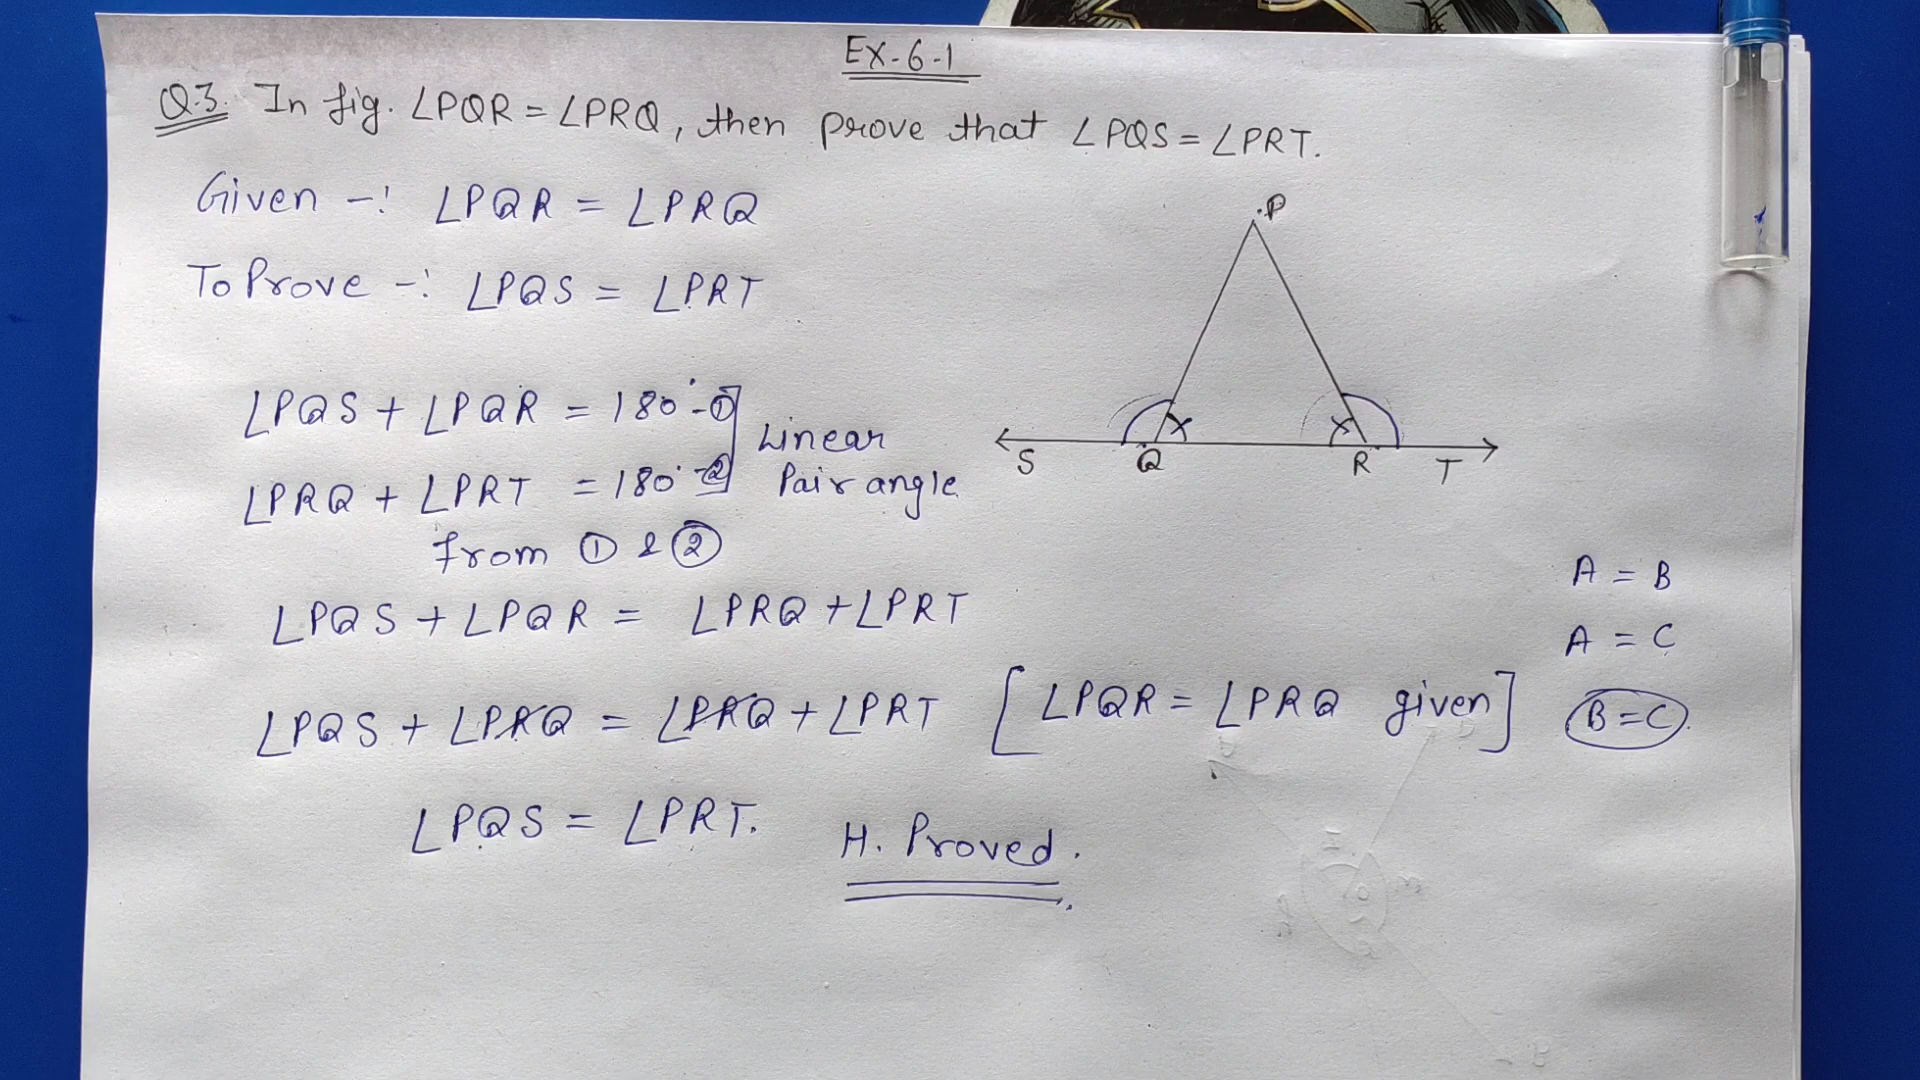 EX-6-1
Q.3. In fig. ∠PQR = ∠PRQ, then prove that ∠PQS = ∠PRT.
Given -: ∠PQR = ∠PRQ
To Prove -: ∠PQS = ∠PRT
.P
S Q R T
∠PQS + ∠PQR = 180° - ①
∠PRQ + ∠PRT = 180° - ②
Linear
Pair angle
from ① & ②
∠PQS + ∠PQR = ∠PRQ + ∠PRT
∠PQS + ∠PRQ = ∠PRQ + ∠PRT [∠PQR = ∠PRQ given]
∠PQS = ∠PRT.
H. Proved.
A = B
A = C
B = C